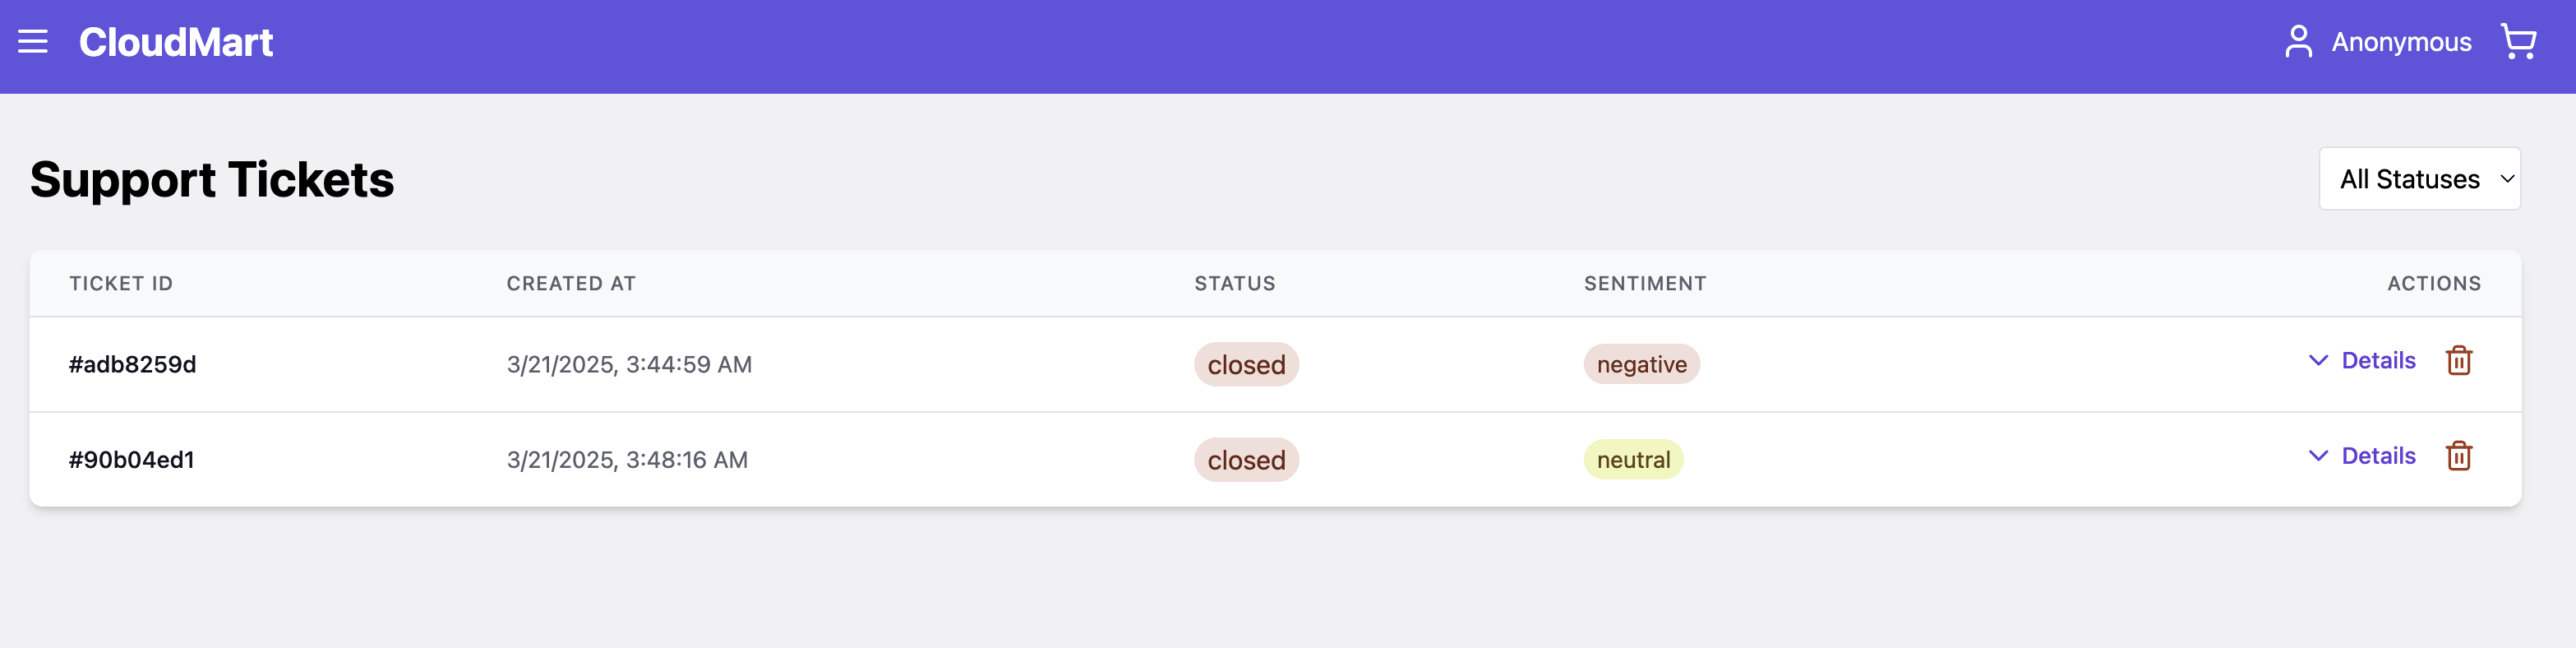 CloudMart
Anonymous
Support Tickets
All Statuses
TICKET ID CREATED AT STATUS SENTIMENT ACTIONS
#adb8259d 3/21/2025, 3:44:59 AM closed negative Details
#90b04ed1 3/21/2025, 3:48:16 AM closed neutral Details